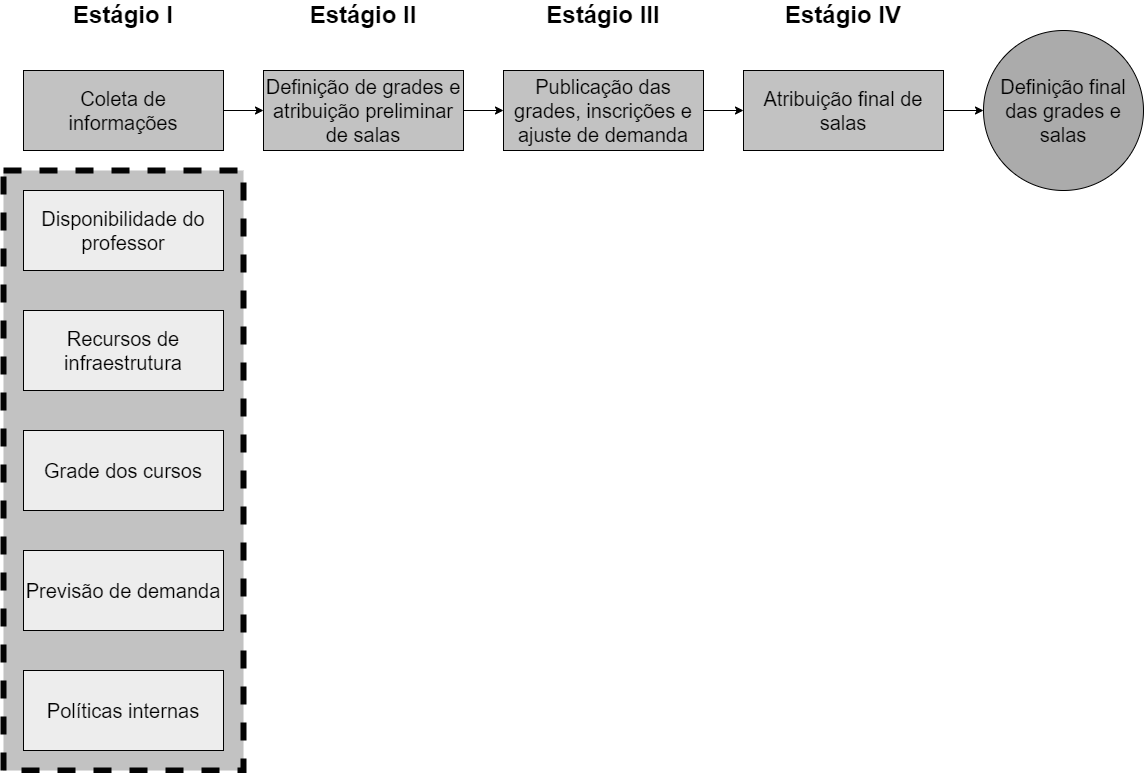 Estágio I
Estágio II
Estágio III
Estágio IV
Coleta de
informações
Definição de grades e
atribuição preliminar
de salas
Publicação das
grades, inscrições e
ajuste de demanda
Atribuição final de
salas
Definição final
das grades e
salas
Disponibilidade do
professor
Recursos de
infraestrutura
Grade dos cursos
Previsão de demanda
Políticas internas